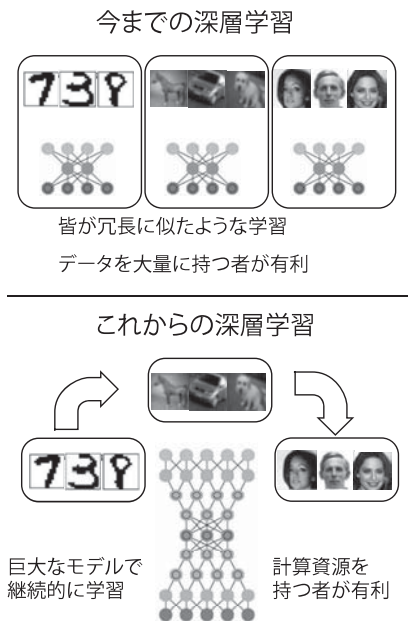 今までの深層学習
皆が冗長に似たような学習
データを大量に持つ者が有利
これからの深層学習
巨大なモデルで
継続的に学習
計算資源を
持つ者が有利